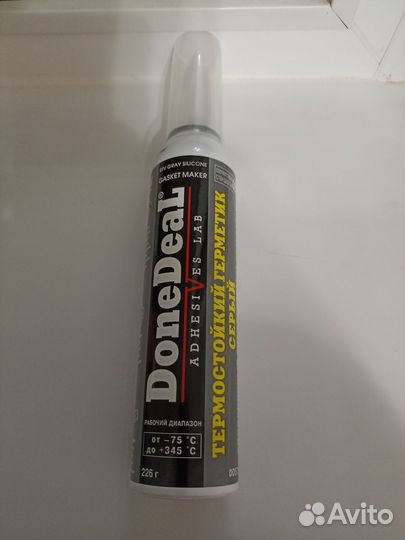 RTV GRAY SILICONE
GASKET MAKER
DoneDeaL®
ADHESIVES LAB
ТЕРМОСТОЙКИЙ ГЕРМЕТИК
СЕРЫЙ
РАБОЧИЙ ДИАПАЗОН
от −75 °C
до +345 °C
226 г
Avito